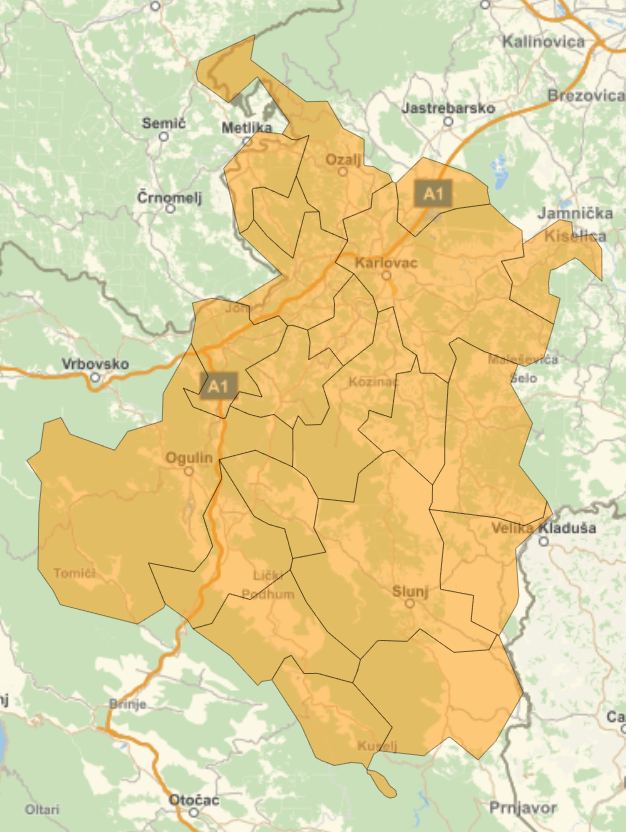 Kalinovica
Brezovica
Jastrebarsko
Semič
Metlika
Ozalj
A1
Črnomelj
Jamnička
Kiselica
Karlovac
Vrbovsko
A1
Kozinac
Selo
Ogulin
Velika Kladuša
Tomići
Lički
Podhum
Slunj
Brinje
Kuselj
Otočac
Oltari
Prnjavor